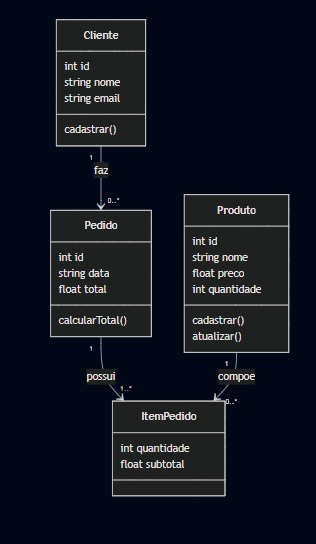 Cliente
int id
string nome
string email
cadastrar()
1
faz
0..*
Pedido
int id
string data
float total
calcularTotal()
Produto
int id
string nome
float preco
int quantidade
cadastrar()
atualizar()
1
possui
1..*
1
compoe
0..*
ItemPedido
int quantidade
float subtotal